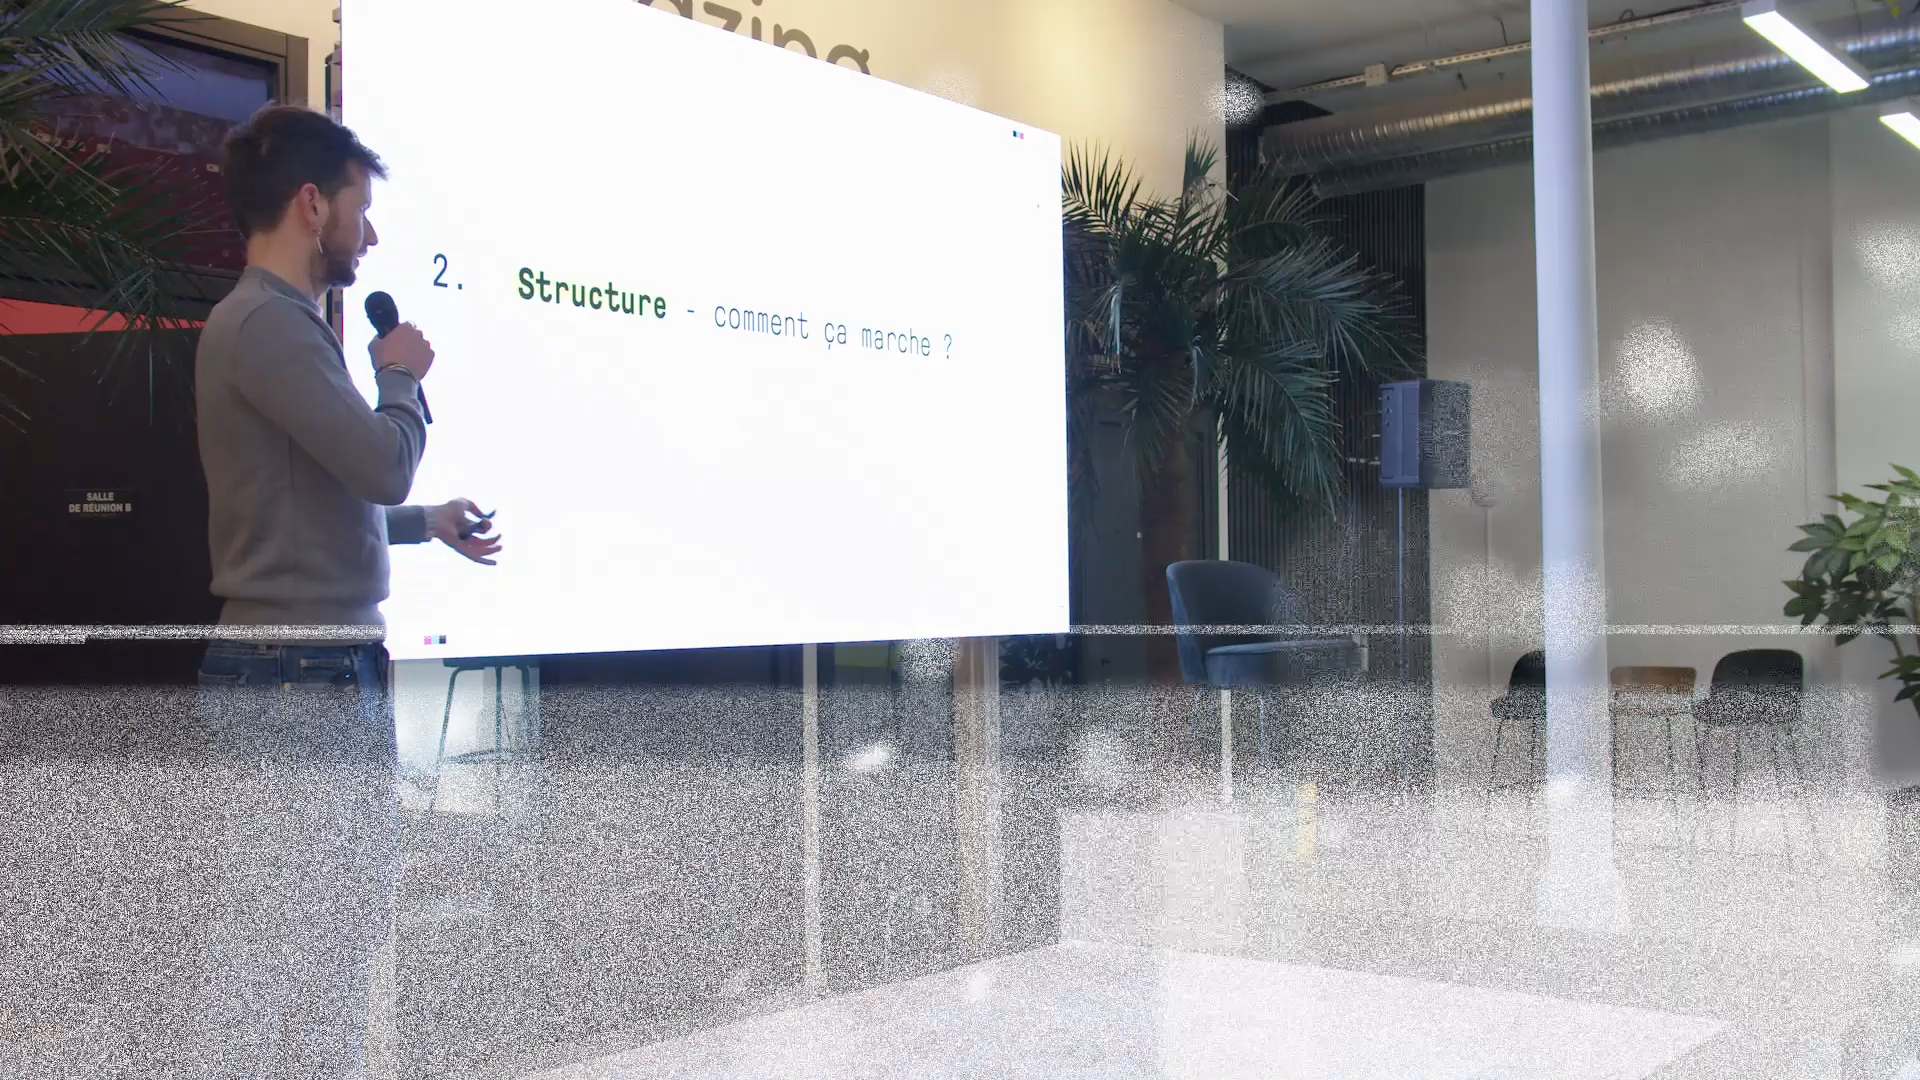 2. Structure - comment ça marche ?
SALLE
DE RÉUNION B